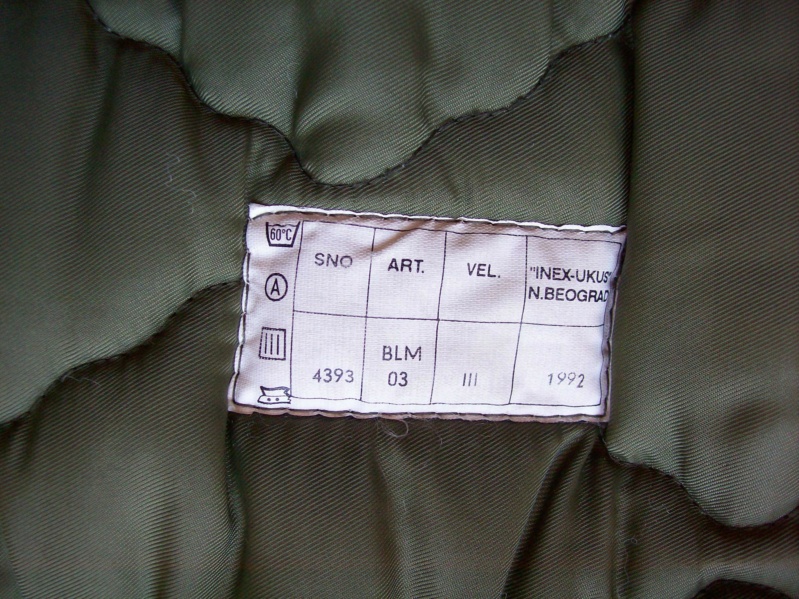 60°C
A
SNO
ART.
VEL.
"INEX-UKUS"
N.BEOGRAD
4393
BLM
03
III
1992